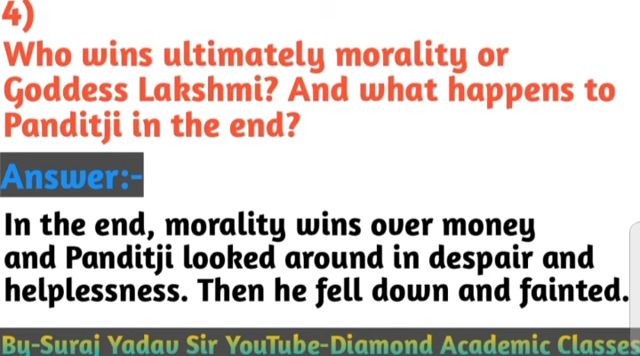 4)
Who wins ultimately morality or
Goddess Lakshmi? And what happens to
Panditji in the end?
Answer:-
In the end, morality wins over money
and Panditji looked around in despair and
helplessness. Then he fell down and fainted.
By-Suraj Yadav Sir YouTube-Diamond Academic Classes